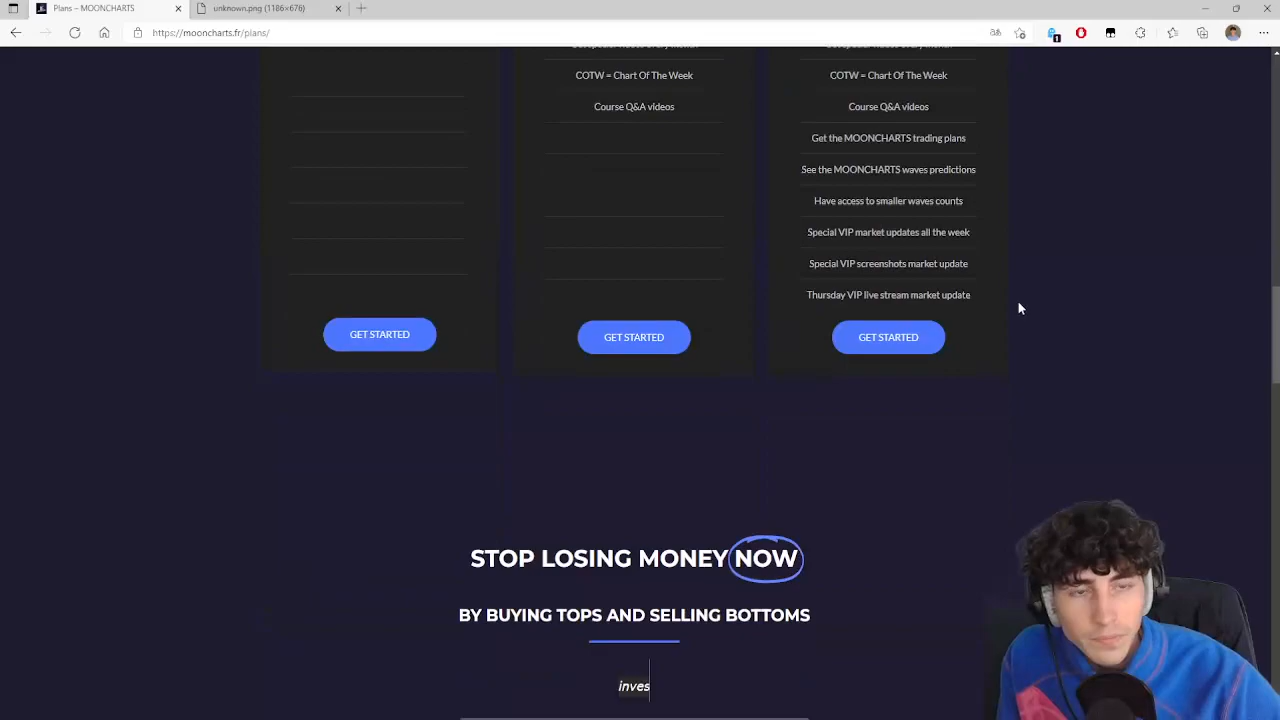 Plans – MOONCHARTS
unknown.png (1186×676)
https://mooncharts.fr/plans/
1
COTW = Chart Of The Week
Course Q&A videos
GET STARTED
COTW = Chart Of The Week
Course Q&A videos
Get the MOONCHARTS trading plans
See the MOONCHARTS waves predictions
Have access to smaller waves counts
Special VIP market updates all the week
Special VIP screenshots market update
Thursday VIP live stream market update
GET STARTED
GET STARTED
STOP LOSING MONEY NOW
BY BUYING TOPS AND SELLING BOTTOMS
inves